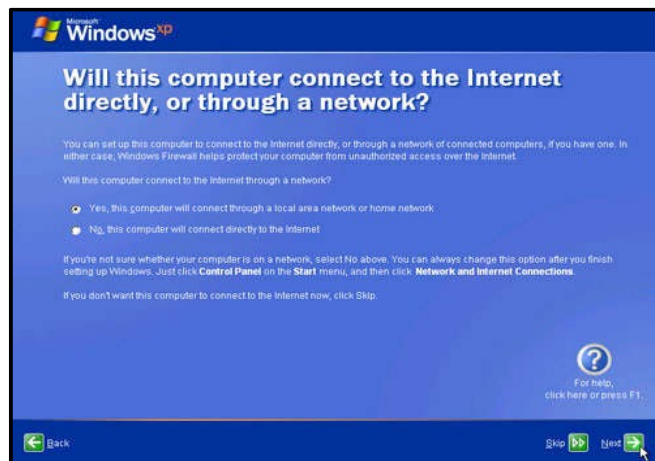 Microsoft
Windows xp
Will this computer connect to the Internet
directly, or through a network?
You can set up this computer to connect to the Internet directly, or through a network of connected computers, if you have one. In
either case, Windows Firewall helps protect your computer from unauthorized access over the Internet.
Will this computer connect to the Internet through a network?
Yes, this computer will connect through a local area network or home network
No, this computer will connect directly to the Internet
If you're not sure whether your computer is on a network, select No above. You can always change this option after you finish
setting up Windows. Just click Control Panel on the Start menu, and then click Network and Internet Connections.
If you don't want this computer to connect to the Internet now, click Skip.
?
For help,
click here or press F1.
Back
Skip
Next